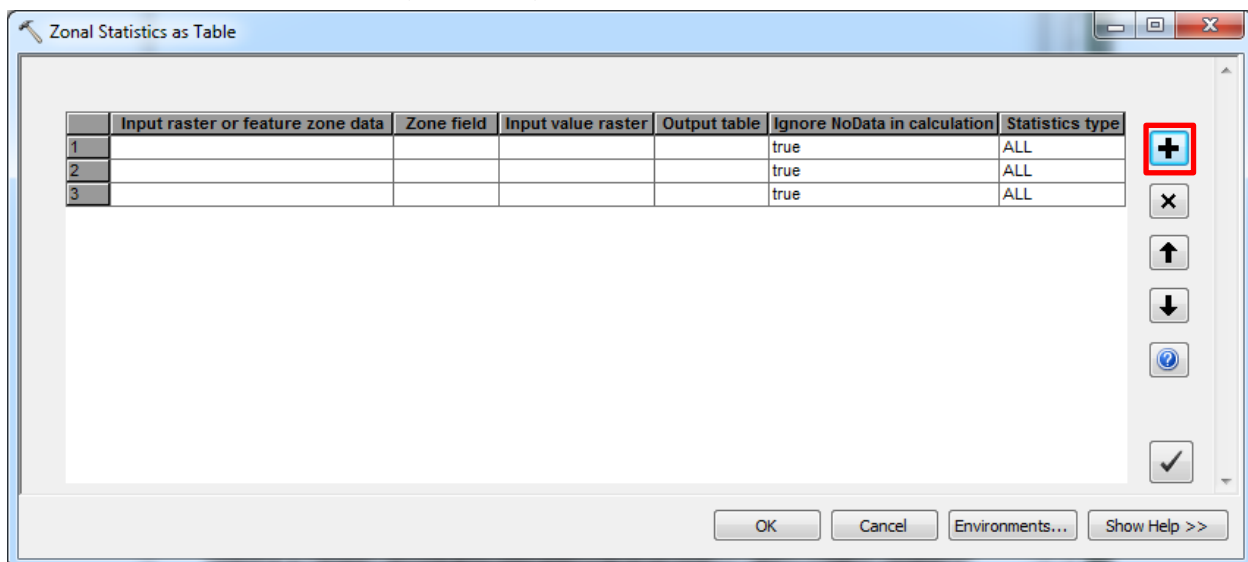 Zonal Statistics as Table
Input raster or feature zone data Zone field Input value raster Output table Ignore NoData in calculation Statistics type
1 true ALL
2 true ALL
3 true ALL
OK Cancel Environments... Show Help >>